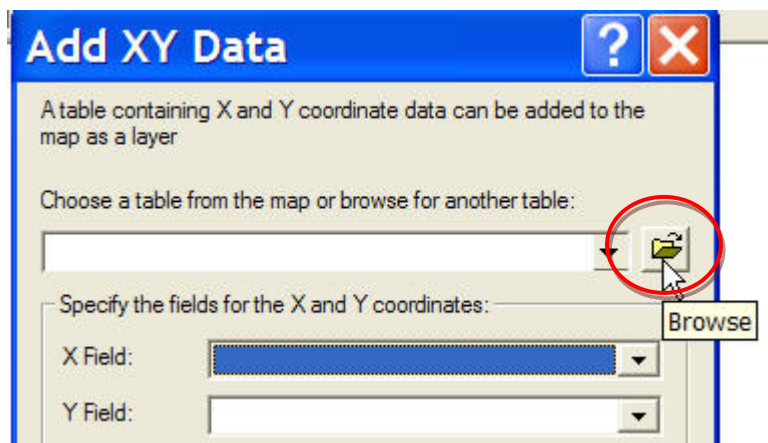 Add XY Data
?
A table containing X and Y coordinate data can be added to the
map as a layer
Choose a table from the map or browse for another table:
Specify the fields for the X and Y coordinates:
Browse
X Field:
Y Field: